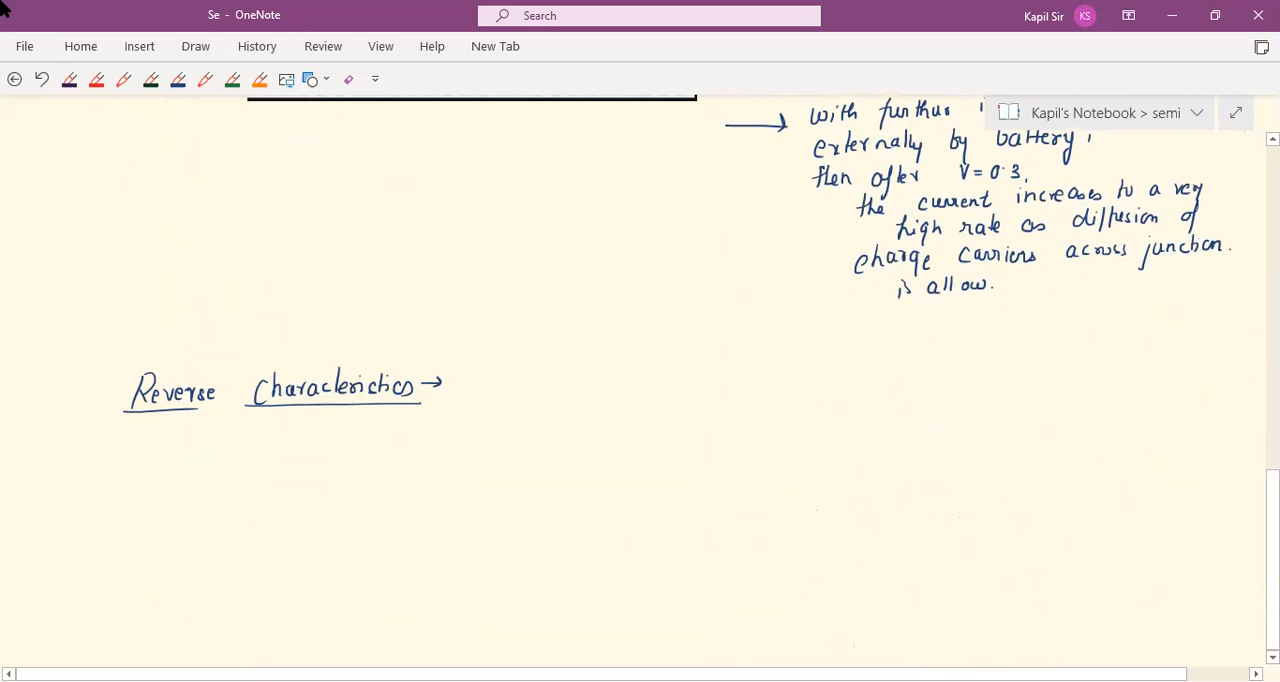 Se - OneNote
Search
Kapil Sir KS
File Home Insert Draw History Review View Help New Tab
Kapil's Notebook > semi
with further
externally by battery,
then after V = 0.3,
the current increases to a very
high rate as diffusion of
charge carriers across junction.
is allow.
Reverse Characteristics →